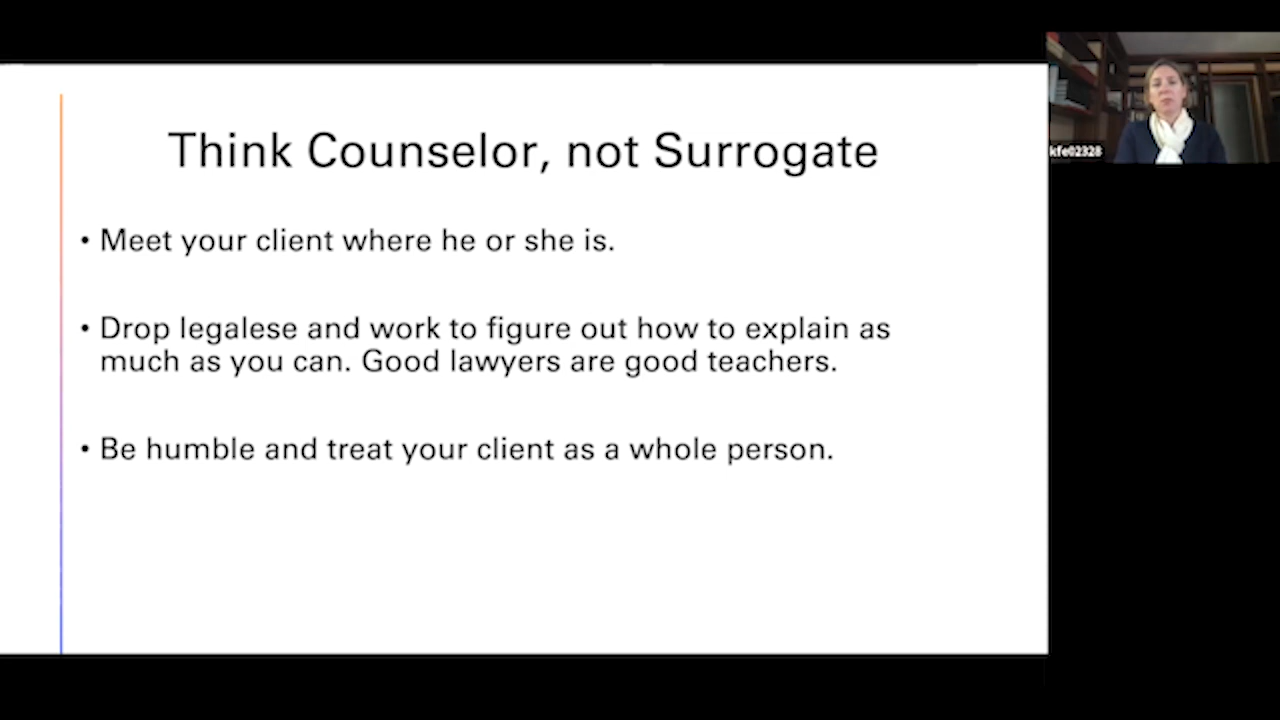 Think Counselor, not Surrogate
• Meet your client where he or she is.
• Drop legalese and work to figure out how to explain as
much as you can. Good lawyers are good teachers.
• Be humble and treat your client as a whole person.
kfe02328